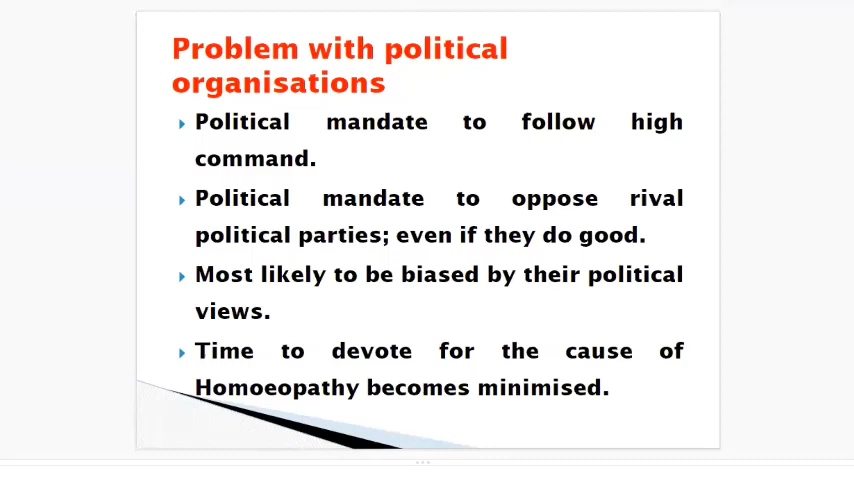 Problem with political
organisations
Political mandate to follow high
command.
Political mandate to oppose rival
political parties; even if they do good.
Most likely to be biased by their political
views.
Time to devote for the cause of
Homoeopathy becomes minimised.